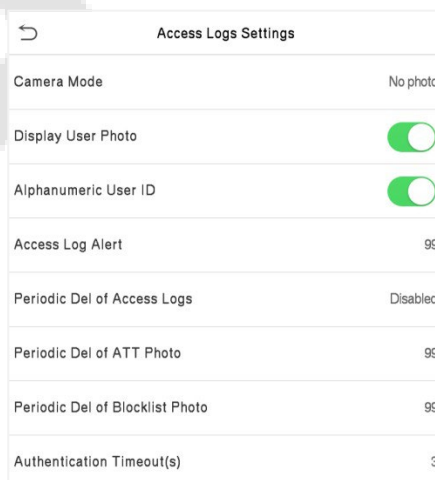 Access Logs Settings
Camera Mode No photo
Display User Photo
Alphanumeric User ID
Access Log Alert 99
Periodic Del of Access Logs Disabled
Periodic Del of ATT Photo 99
Periodic Del of Blocklist Photo 99
Authentication Timeout(s) 3